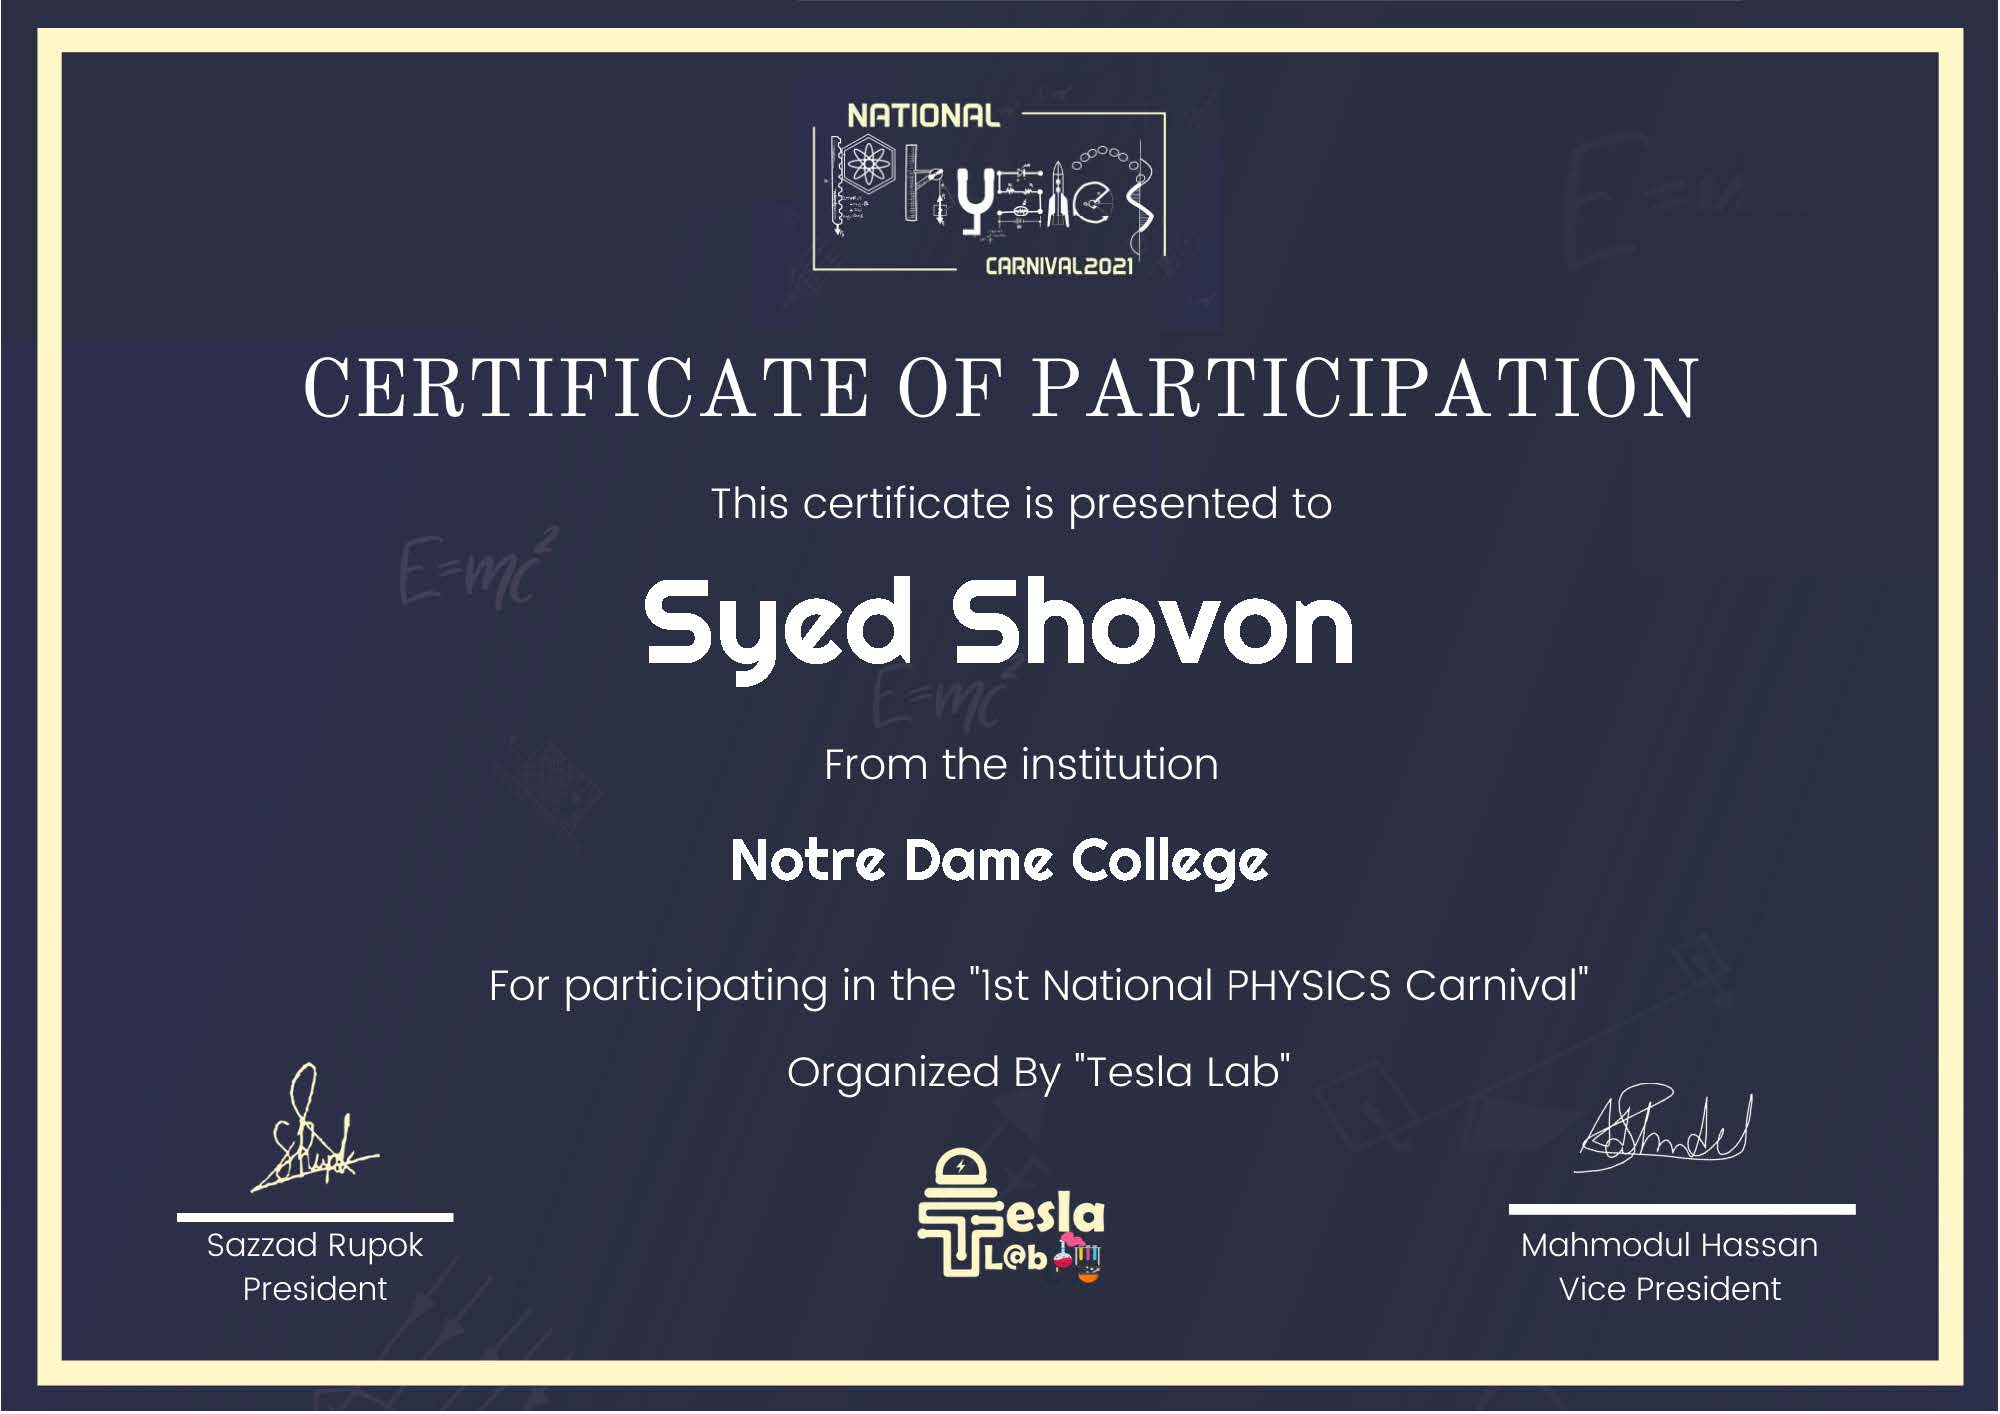 NATIONAL
Physics
CARNIVAL2021
CERTIFICATE OF PARTICIPATION
This certificate is presented to
E=mc²
Syed Shovon
E=mc²
From the institution
Notre Dame College
For participating in the "1st National PHYSICS Carnival"
Organized By "Tesla Lab"
Tesla
L@b
Sazzad Rupok
President
Mahmodul Hassan
Vice President